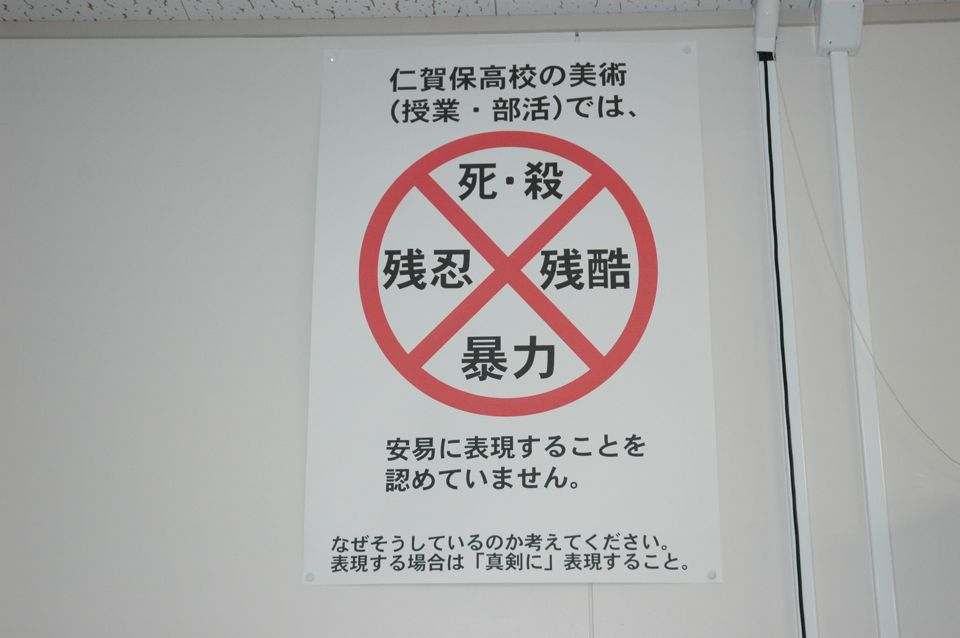 仁賀保高校の美術
(授業・部活)では、
死・殺
残忍 残酷
暴力
安易に表現することを
認めていません。
なぜそうしているのか考えてください。
表現する場合は「真剣に」表現すること。